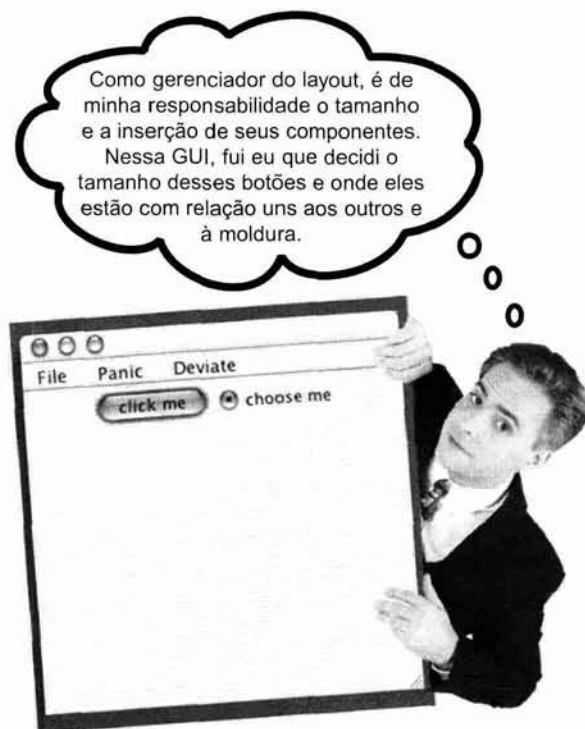 Como gerenciador do layout, é de
minha responsabilidade o tamanho
e a inserção de seus componentes.
Nessa GUI, fui eu que decidi o
tamanho desses botões e onde eles
estão com relação uns aos outros e
à moldura.
File Panic Deviate
click me choose me